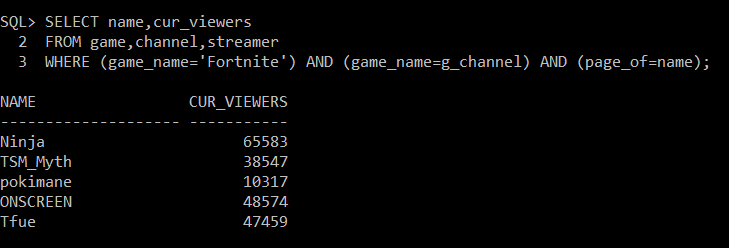 SQL> SELECT name,cur_viewers
  2  FROM game,channel,streamer
  3  WHERE (game_name='Fortnite') AND (game_name=g_channel) AND (page_of=name);
NAME                 CUR_VIEWERS
-------------------- -----------
Ninja                      65583
TSM_Myth                   38547
pokimane                   10317
ONSCREEN                   48574
Tfue                       47459